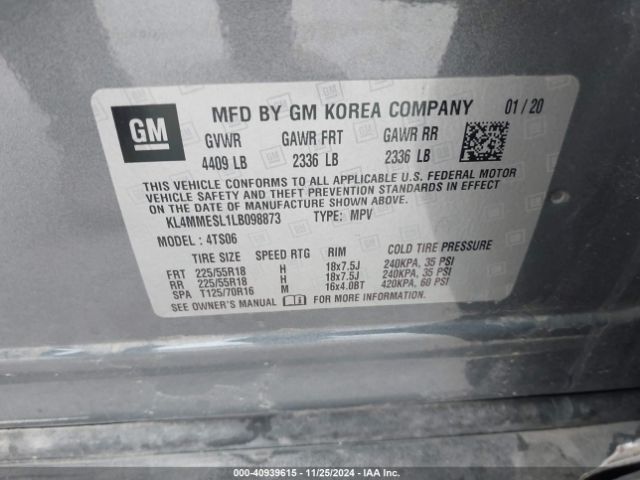 GM
MFD BY GM KOREA COMPANY 01/20
GVWR GAWR FRT GAWR RR
4409 LB 2336 LB 2336 LB
THIS VEHICLE CONFORMS TO ALL APPLICABLE U.S. FEDERAL MOTOR
VEHICLE SAFETY AND THEFT PREVENTION STANDARDS IN EFFECT
ON THE DATE OF MANUFACTURE SHOWN ABOVE.
KL4MMESL1LB098873 TYPE: MPV
MODEL: 4TS06
TIRE SIZE SPEED RTG RIM COLD TIRE PRESSURE
FRT 225/55R18 H 18x7.5J 240KPA, 35 PSI
RR 225/55R18 H 18x7.5J 240KPA, 35 PSI
SPA T125/70R16 M 16x4.0BT 420KPA, 60 PSI
SEE OWNER'S MANUAL FOR MORE INFORMATION.
000-40939615 - 11/25/2024 - IAA Inc.